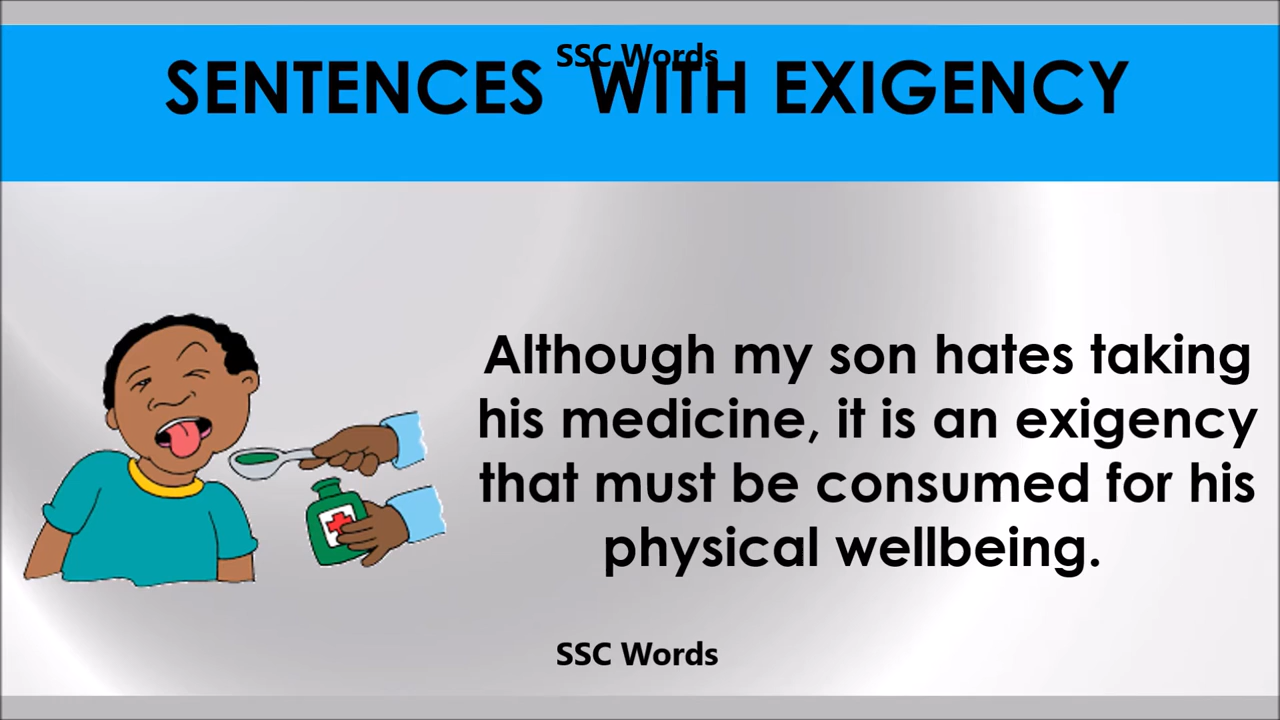 SSC Words
SENTENCES WITH EXIGENCY
Although my son hates taking
his medicine, it is an exigency
that must be consumed for his
physical wellbeing.
SSC Words